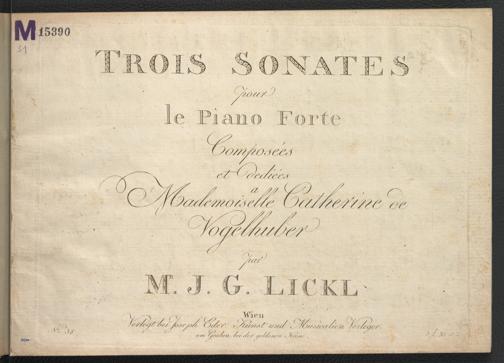 M 15390
TROIS SONATES
pour
le Piano Forte
Composées
et dediées
a
Mademoiselle Catherine de
Vogelhuber
par
M. J. G. LICKL
Wien
Verlegt bei Joseph Eder Kunst und Musicalien Verleger
am Graben bei der goldenen Krone